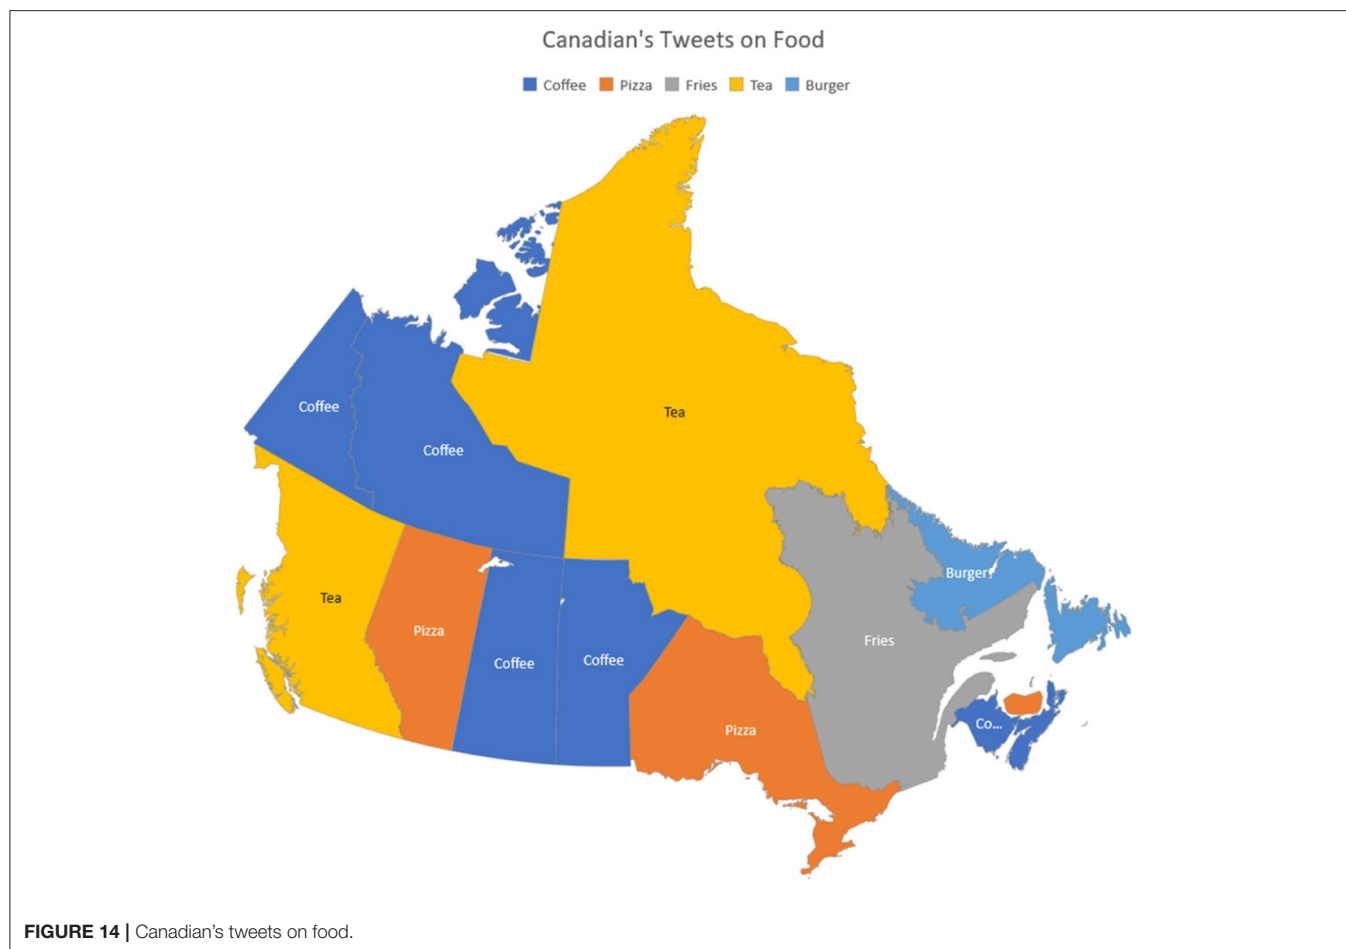 Canadian's Tweets on Food
Coffee Pizza Fries Tea Burger
Coffee
Tea
Coffee
Burger
Tea
Pizza
Fries
Coffee
Coffee
Co...
Pizza
FIGURE 14 | Canadian’s tweets on food.